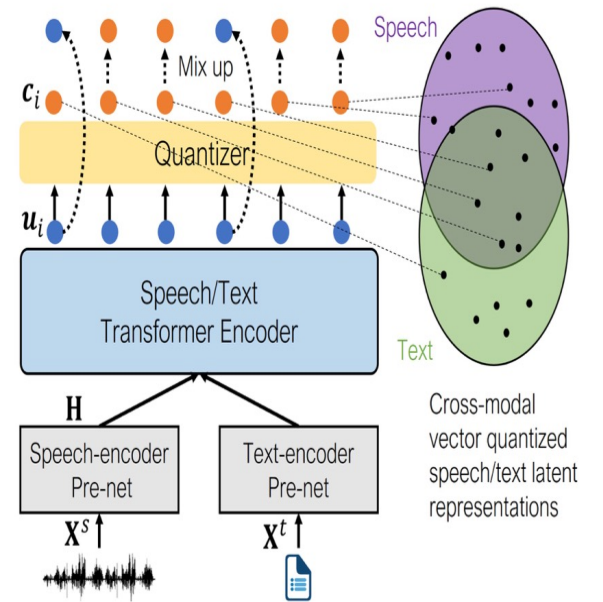 Speech
Mix up
c_i
Quantizer
u_i
Speech/Text
Transformer Encoder
Text
H
Cross-modal
vector quantized
speech/text latent
representations
Speech-encoder
Pre-net
Text-encoder
Pre-net
X^s
X^t